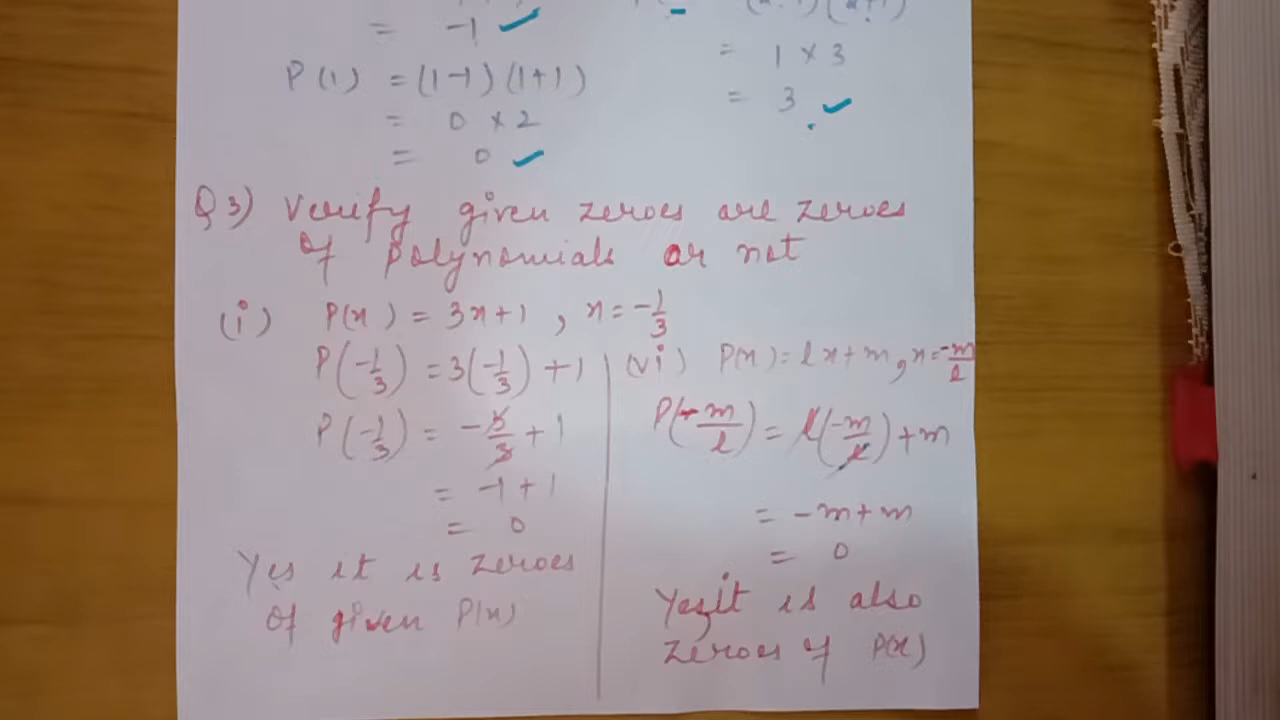 = -1
P(1) = (1-1)(1+1)
= 0 × 2
= 0
= 1 × 3
= 3
Q3) Verify given zeroes are zeroes
of polynomials or not
(i) P(x) = 3x+1, x = -1/3
P(-1/3) = 3(-1/3) + 1
P(-1/3) = -3/3 + 1
= -1 + 1
= 0
Yes it is zeroes
of given P(x)
(vi) P(x) = lx+m, x = -m/l
P(-m/l) = l(-m/l) + m
= -m + m
= 0
Yes, it is also
zeroes of P(x)